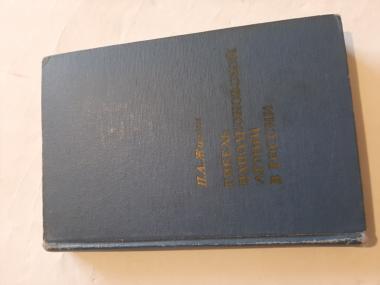 П.А.Жилин
ГИБЕЛЬ
НАПОЛЕОНОВСКОЙ
АРМИИ
В РОССИИ